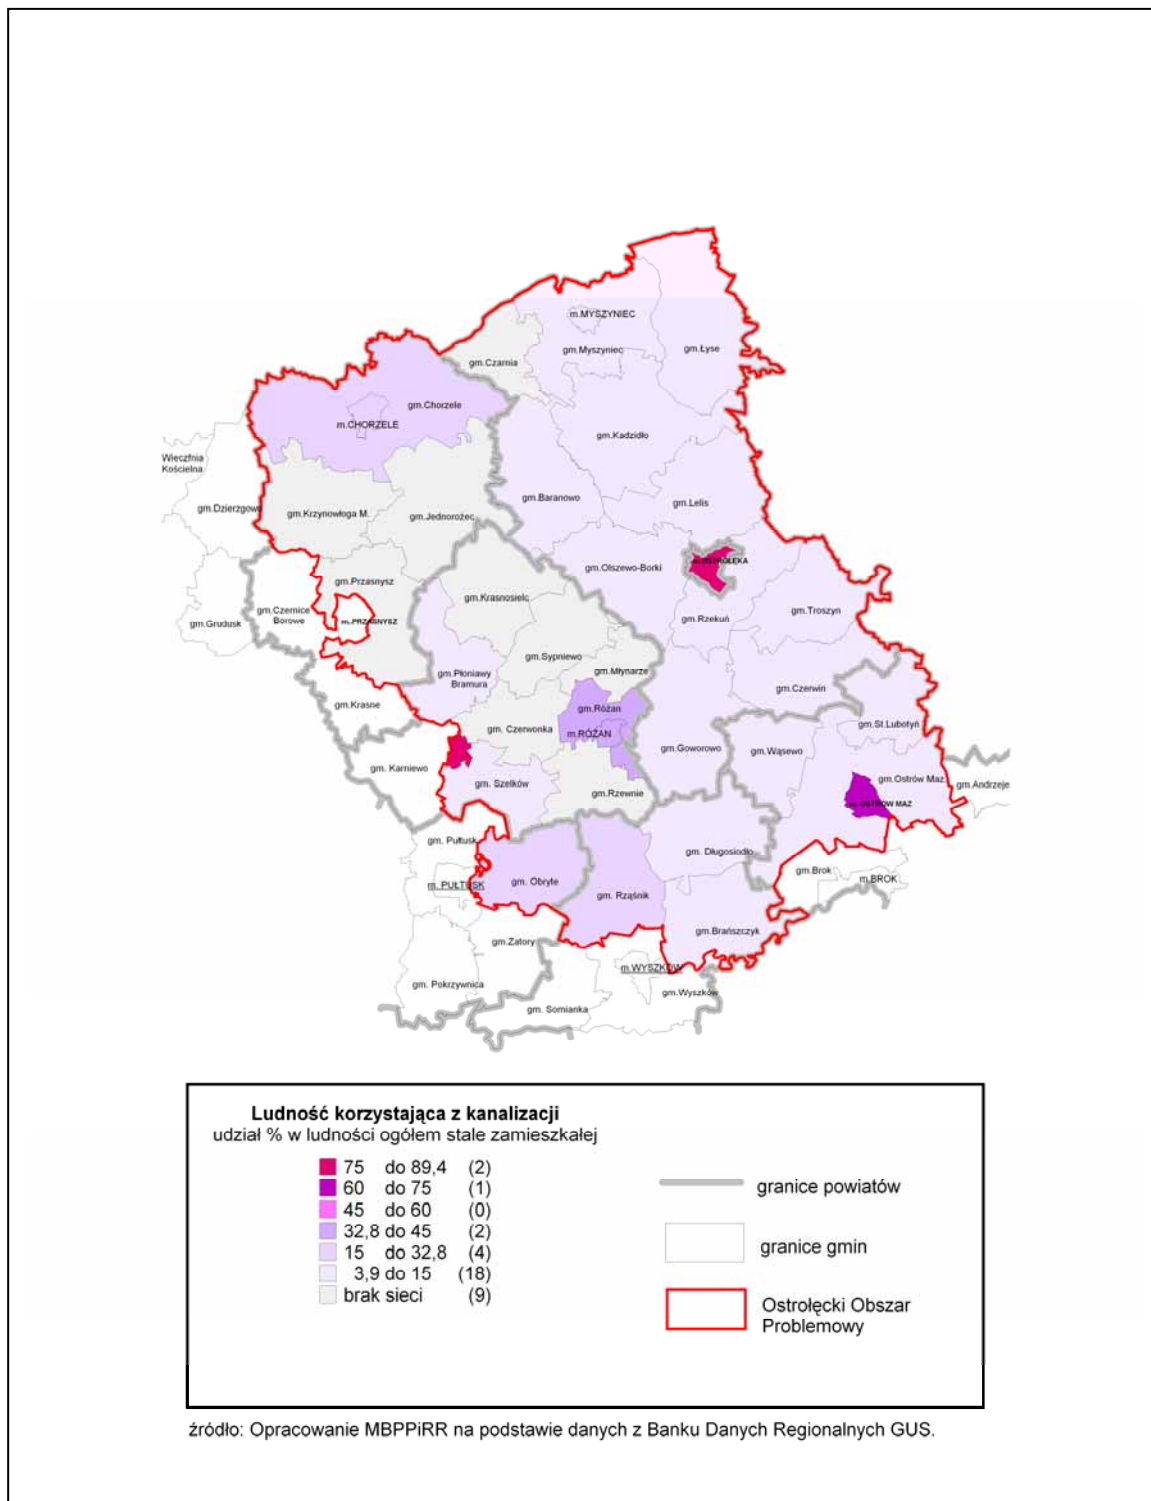 m.MYSZYNIEC
gm.Myszyniec
gm.Łyse
gm.Czarnia
gm.Chorzele
m.CHORZELE
gm.Kadzidło
Wieczfnia
Kościelna
gm.Dzierzgowo
gm.Krzynowłoga M.
gm.Jednorożec
gm.Baranowo
gm.Lelis
gm.Olszewo-Borki
m.OSTROŁĘKA
gm.Przasnysz
gm.Krasnosielc
gm.Czernice
Borowe
gm.Grudusk
m.PRZASNYSZ
gm.Troszyn
gm.Rzekuń
gm.Sypniewo
gm.Młynarze
gm.Płoniawy
Bramura
gm.Czerwin
gm.Krasne
gm.Różan
m.RÓŻAN
gm. Czerwonka
gm.St.Lubotyń
gm.Goworowo
gm.Wąsewo
gm. Karniewo
gm. Szelków
gm.Rzewnie
gm.Ostrów Maz.
gm.Andrzeje
m. OSTRÓW MAZ
gm. Pułtusk
gm. Długosiodło
gm.Brok
m.BROK
m. PUŁTUSK
gm. Obryte
gm. Rząśnik
gm.Brańszczyk
gm.Zatory
m.WYSZKÓW
gm. Pokrzywnica
gm.Wyszków
gm. Somianka
Ludność korzystająca z kanalizacji
udział % w ludności ogółem stale zamieszkałej
75 do 89,4 (2)
60 do 75 (1)
45 do 60 (0)
32,8 do 45 (2)
15 do 32,8 (4)
3,9 do 15 (18)
brak sieci (9)
granice powiatów
granice gmin
Ostrołęcki Obszar
Problemowy
źródło: Opracowanie MBPPiRR na podstawie danych z Banku Danych Regionalnych GUS.